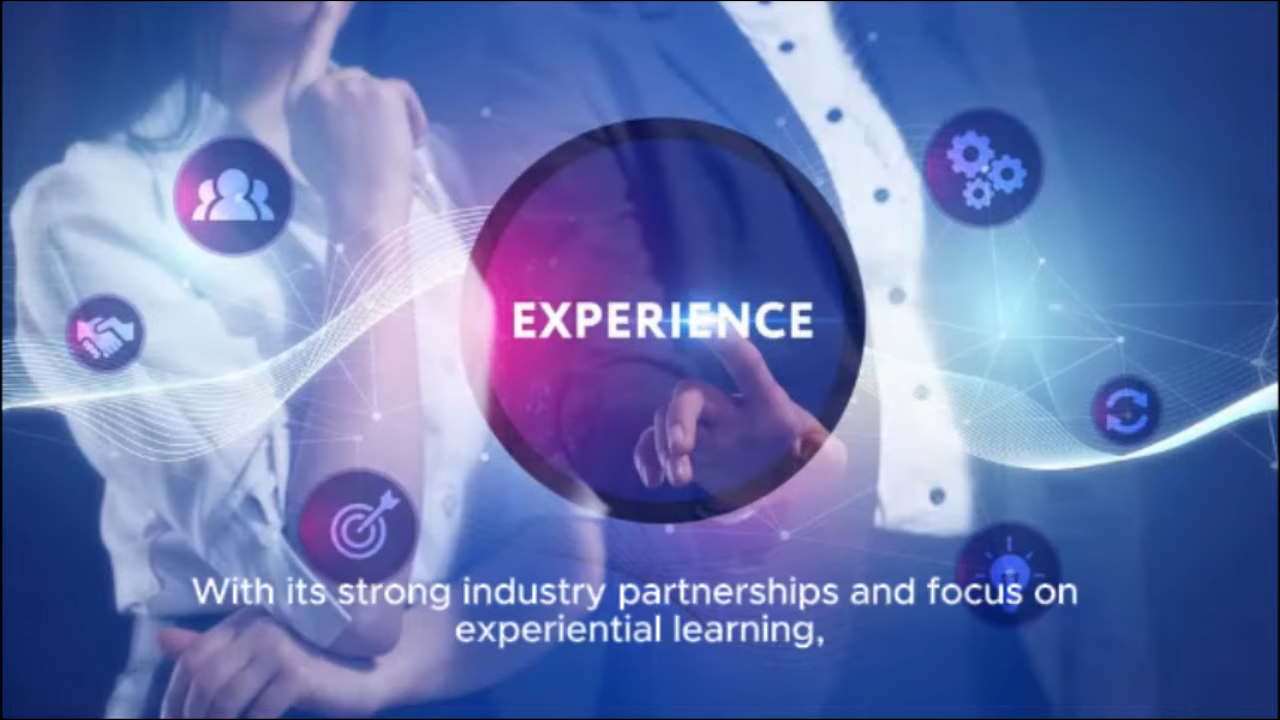 EXPERIENCE
With its strong industry partnerships and focus on
experiential learning,